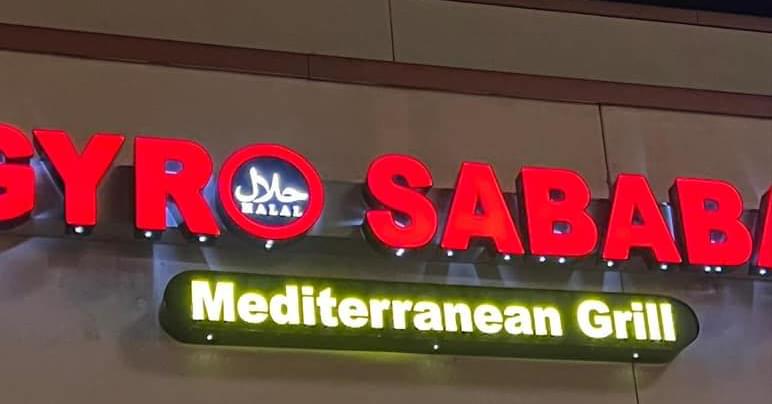 GYRO SABABA
حلال
HALAL
Mediterranean Grill